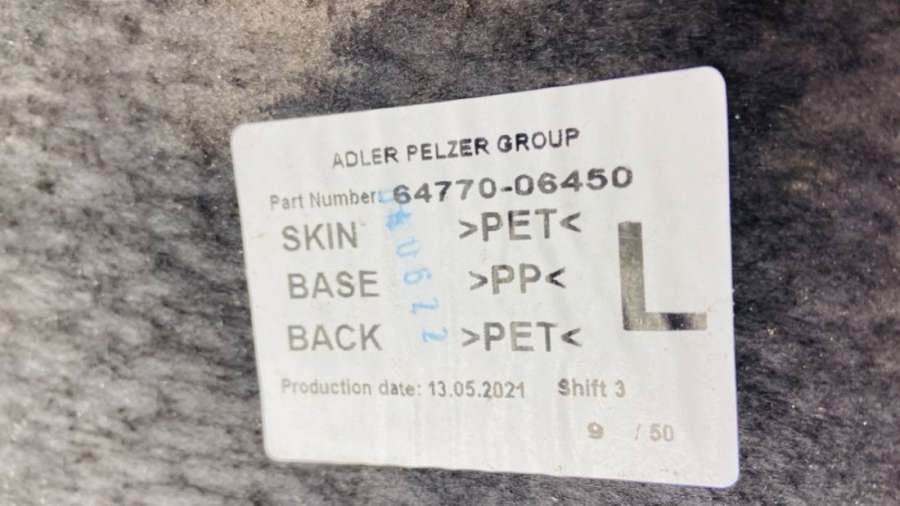 ADLER PELZER GROUP
Part Number: 64770-06450
SKIN >PET<
BASE >PP<
BACK >PET<
L
Production date: 13.05.2021 Shift 3
9 / 50